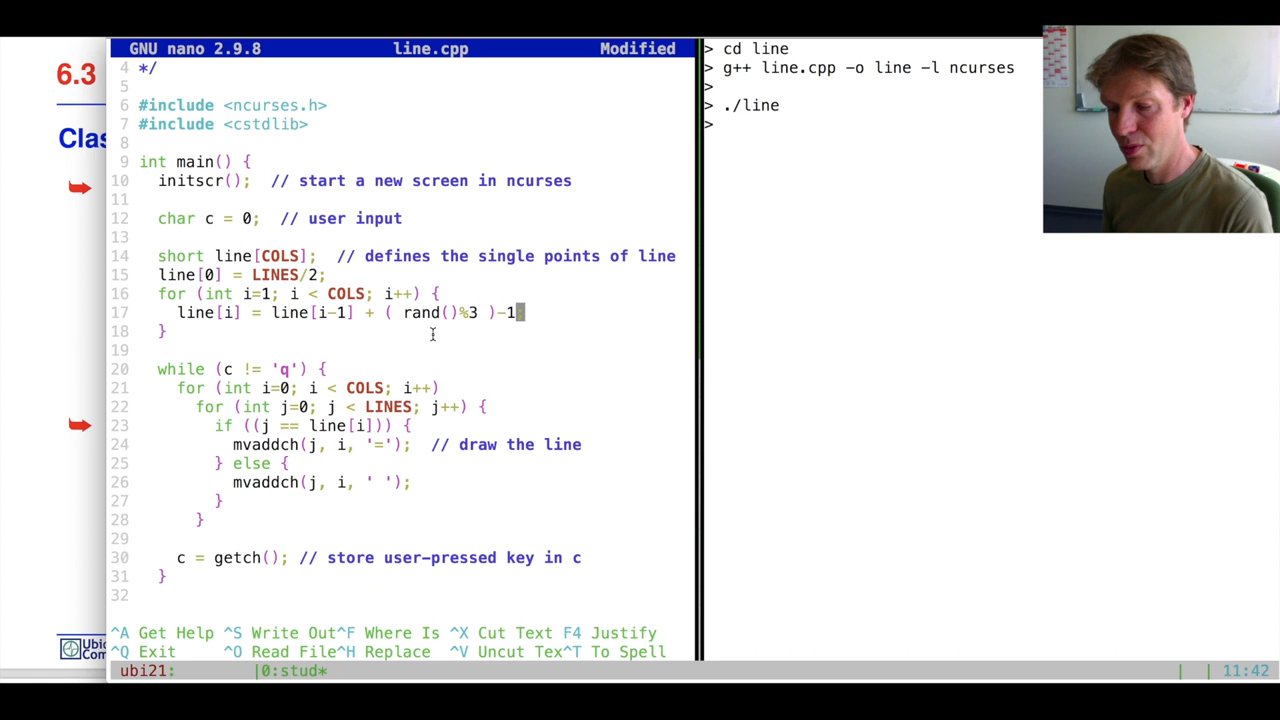 6.3
Clas
GNU nano 2.9.8 line.cpp Modified
4 */
5
6 #include <ncurses.h>
7 #include <cstdlib>
8
9 int main() {
10 initscr(); // start a new screen in ncurses
11
12 char c = 0; // user input
13
14 short line[COLS]; // defines the single points of line
15 line[0] = LINES/2;
16 for (int i=1; i < COLS; i++) {
17 line[i] = line[i-1] + ( rand()%3 )-1;
18 }
19
20 while (c != 'q') {
21 for (int i=0; i < COLS; i++)
22 for (int j=0; j < LINES; j++) {
23 if ((j == line[i])) {
24 mvaddch(j, i, '='); // draw the line
25 } else {
26 mvaddch(j, i, ' ');
27 }
28 }
29
30 c = getch(); // store user-pressed key in c
31 }
32
^A Get Help ^S Write Out^F Where Is ^X Cut Text F4 Justify
^Q Exit ^O Read File^H Replace ^V Uncut Tex^T To Spell
ubi21: |0:stud* | | 11:42
> cd line
> g++ line.cpp -o line -l ncurses
>
> ./line
>
Ubic
Com